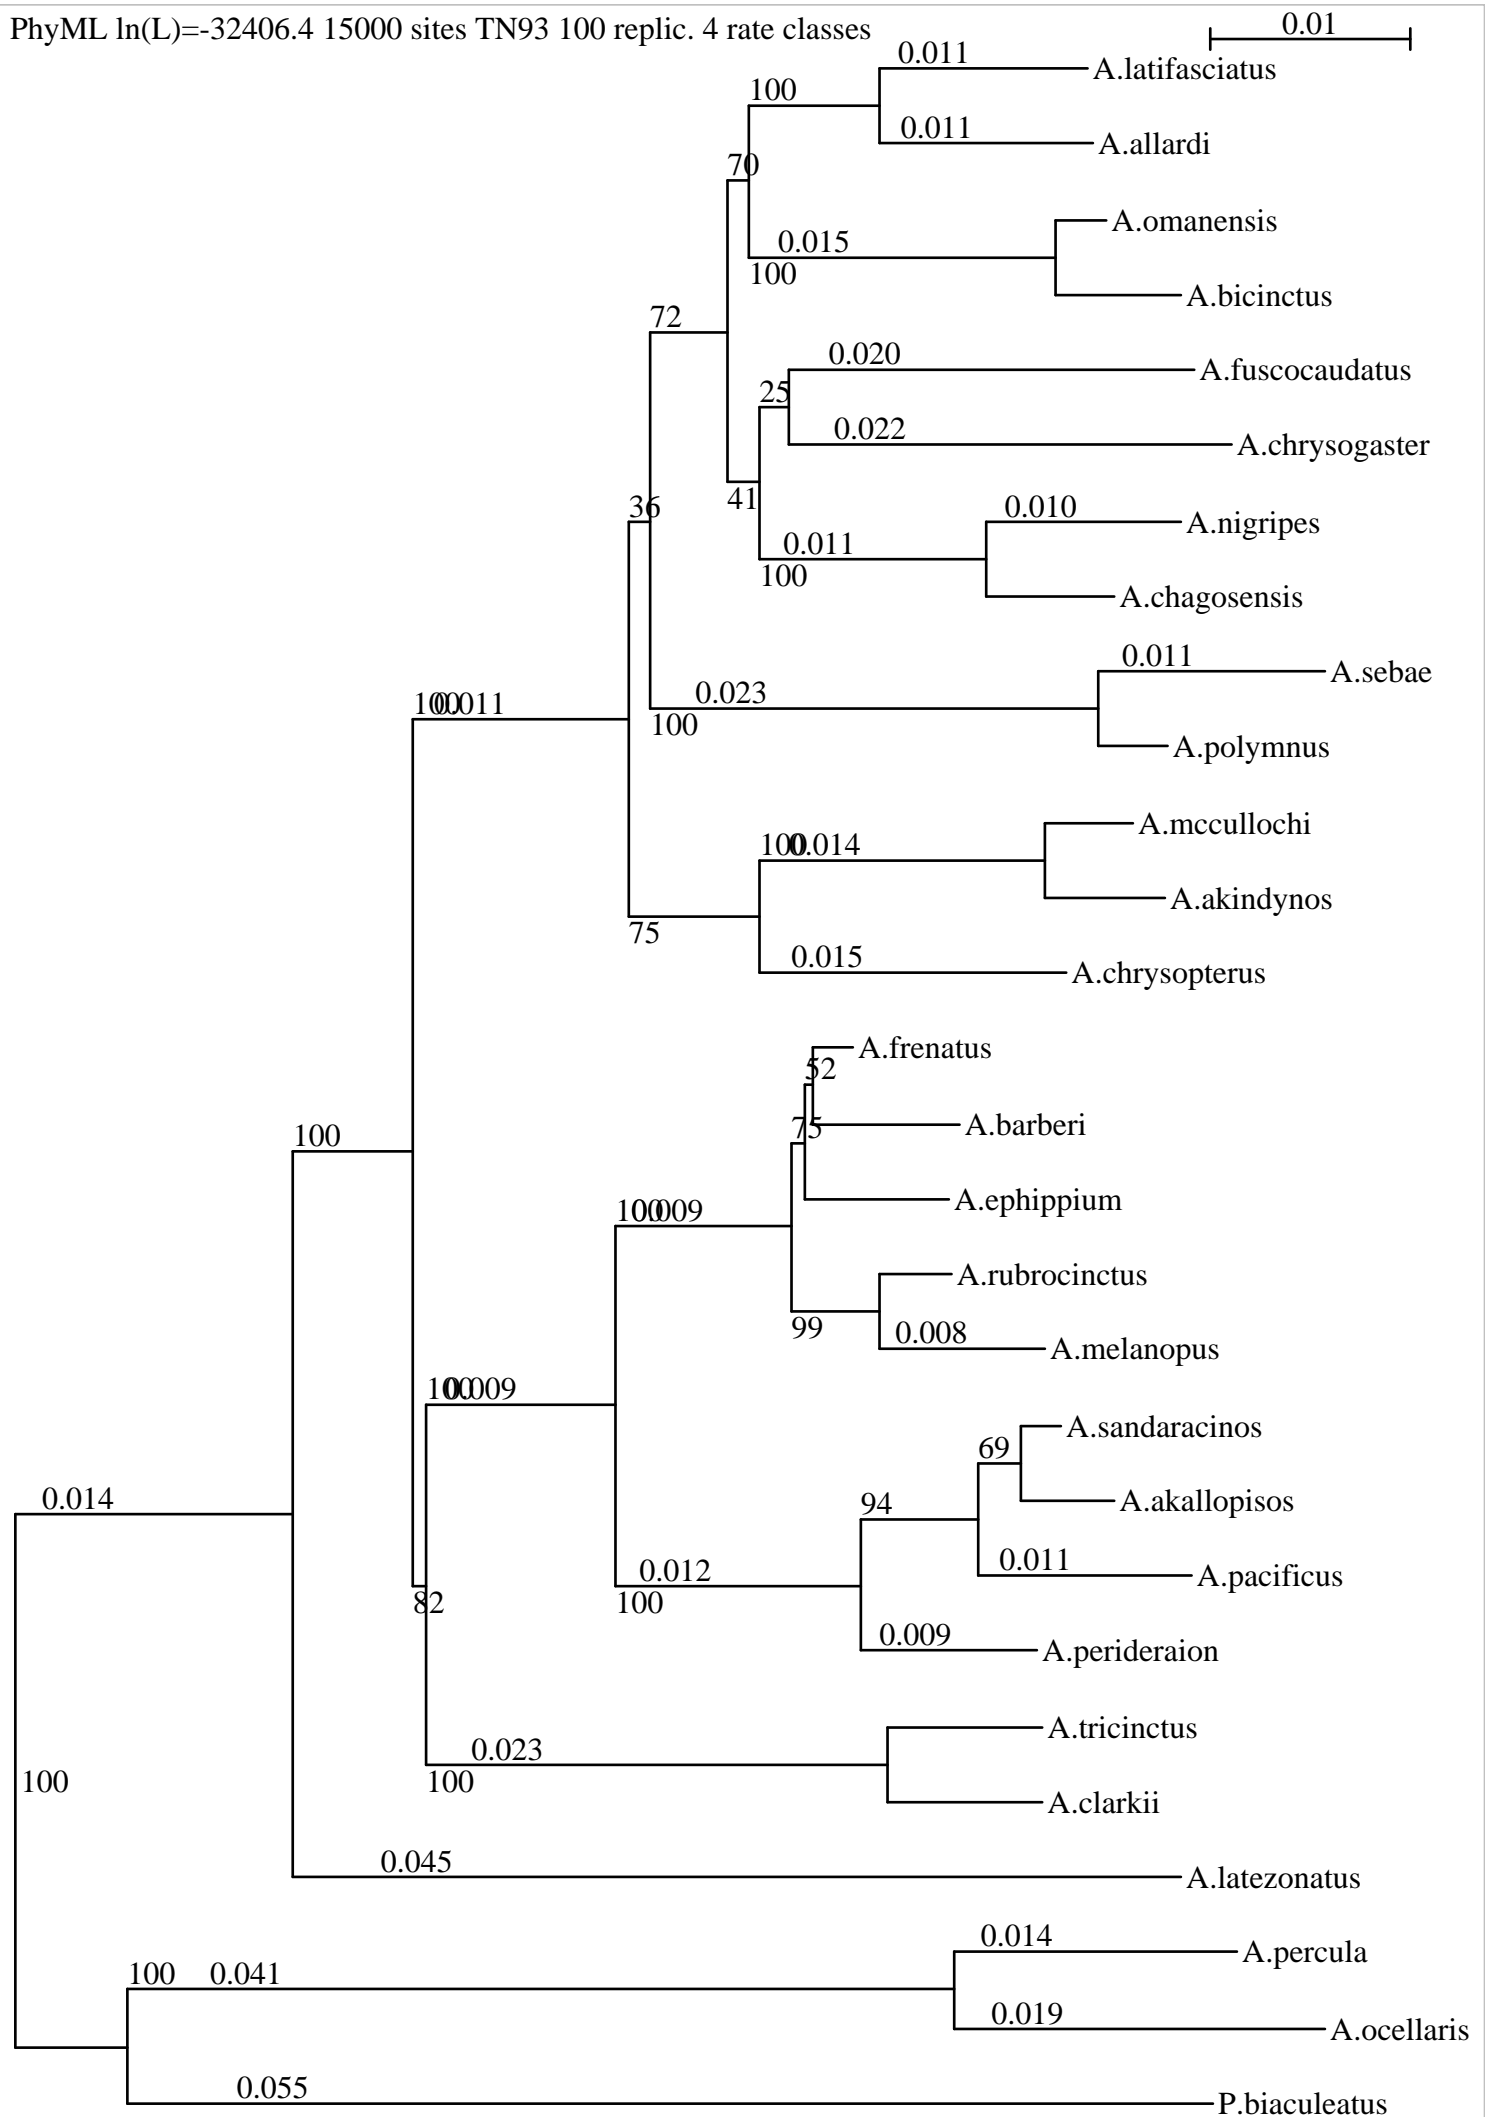 PhyML ln(L)=-32406.4 15000 sites TN93 100 replic. 4 rate classes
0.01
0.011
A.latifasciatus
100
0.011
A.allardi
70
A.omanensis
0.015
100
A.bicinctus
72
0.020
A.fuscocaudatus
25
0.022
A.chrysogaster
41
36
0.010
A.nigripes
0.011
100
A.chagosensis
0.011
A.sebae
0.023
100
A.polymnus
100
0.011
A.mccullochi
100
0.014
A.akindynos
75
0.015
A.chrysopterus
A.frenatus
52
75
A.barberi
100
A.ephippium
100
0.009
A.rubrocinctus
99
0.008
A.melanopus
100
0.009
A.sandaracinos
69
94
A.akallopisos
0.014
0.011
A.pacificus
0.012
100
82
0.009
A.perideraion
A.tricinctus
0.023
100
100
A.clarkii
0.045
A.latezonatus
0.014
A.percula
100
0.041
0.019
A.ocellaris
0.055
P.biaculeatus